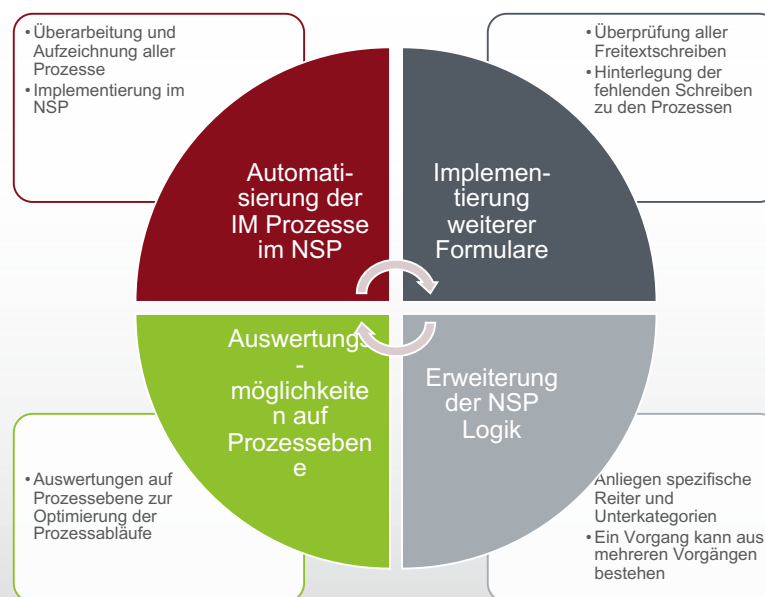 • Überarbeitung und
Aufzeichnung aller
Prozesse
• Implementierung im
NSP
• Überprüfung aller
Freitextschreiben
• Hinterlegung der
fehlenden Schreiben
zu den Prozessen
Automati-
sierung der
IM Prozesse
im NSP
Implemen-
tierung
weiterer
Formulare
Auswertungs
-
möglichkeite
n auf
Prozesseben
e
Erweiterung
der NSP
Logik
• Auswertungen auf
Prozessebene zur
Optimierung der
Prozessabläufe
Anliegen spezifische
Reiter und
Unterkategorien
• Ein Vorgang kann aus
mehreren Vorgängen
bestehen